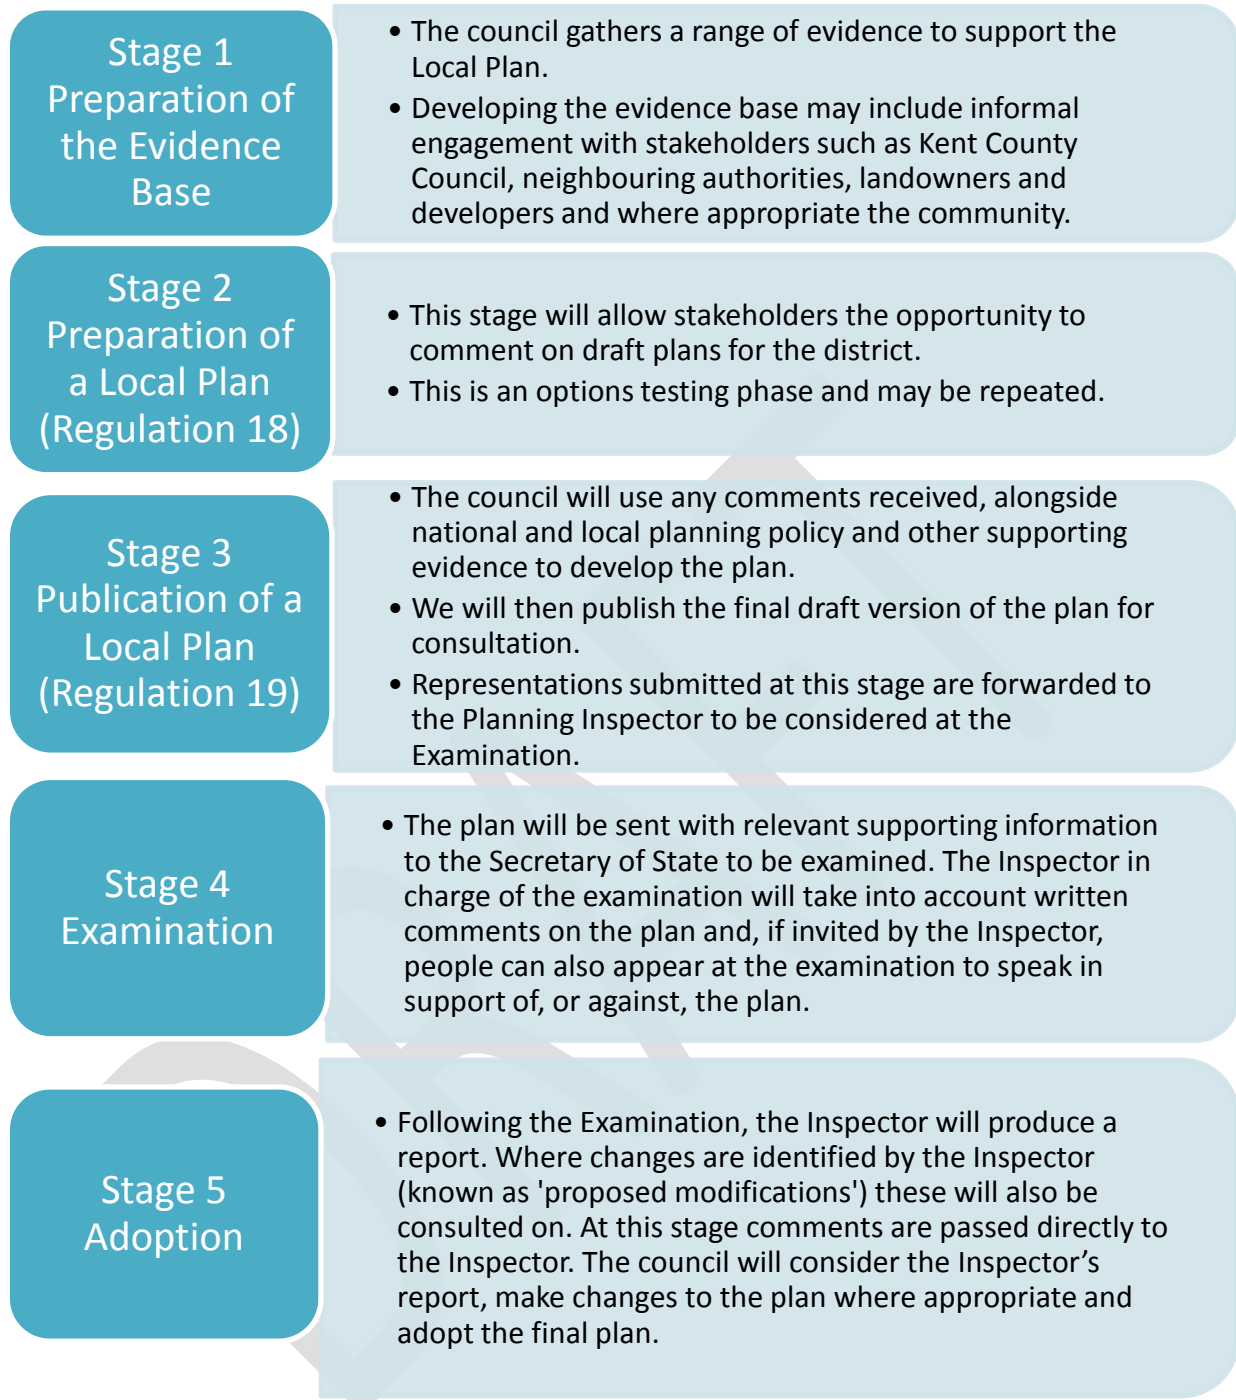 Stage 1
Preparation of
the Evidence
Base
• The council gathers a range of evidence to support the
Local Plan.
• Developing the evidence base may include informal
engagement with stakeholders such as Kent County
Council, neighbouring authorities, landowners and
developers and where appropriate the community.
Stage 2
Preparation of
a Local Plan
(Regulation 18)
• This stage will allow stakeholders the opportunity to
comment on draft plans for the district.
• This is an options testing phase and may be repeated.
Stage 3
Publication of a
Local Plan
(Regulation 19)
• The council will use any comments received, alongside
national and local planning policy and other supporting
evidence to develop the plan.
• We will then publish the final draft version of the plan for
consultation.
• Representations submitted at this stage are forwarded to
the Planning Inspector to be considered at the
Examination.
Stage 4
Examination
• The plan will be sent with relevant supporting information
to the Secretary of State to be examined. The Inspector in
charge of the examination will take into account written
comments on the plan and, if invited by the Inspector,
people can also appear at the examination to speak in
support of, or against, the plan.
Stage 5
Adoption
• Following the Examination, the Inspector will produce a
report. Where changes are identified by the Inspector
(known as 'proposed modifications') these will also be
consulted on. At this stage comments are passed directly to
the Inspector. The council will consider the Inspector’s
report, make changes to the plan where appropriate and
adopt the final plan.
DRAFT